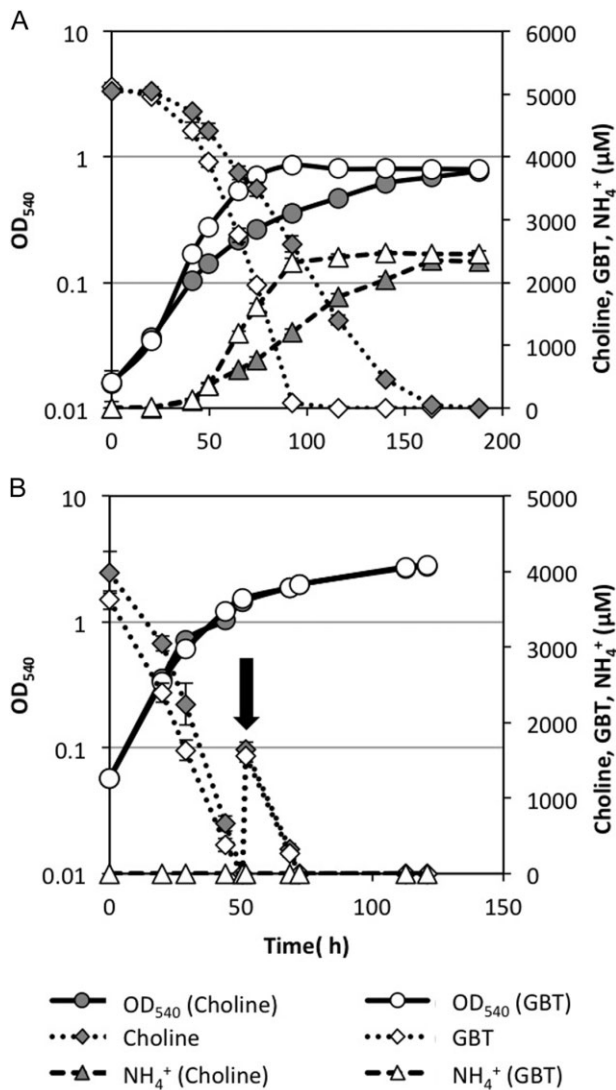 A
10
1
0.1
0.01
OD540
6000
5000
4000
3000
2000
1000
0
Choline, GBT, NH4+ (μM)
0 50 100 150 200
B
10
1
0.1
0.01
OD540
5000
4000
3000
2000
1000
0
Choline, GBT, NH4+ (μM)
0 50 100 150
Time( h)
OD540 (Choline) OD540 (GBT)
Choline GBT
NH4+ (Choline) NH4+ (GBT)